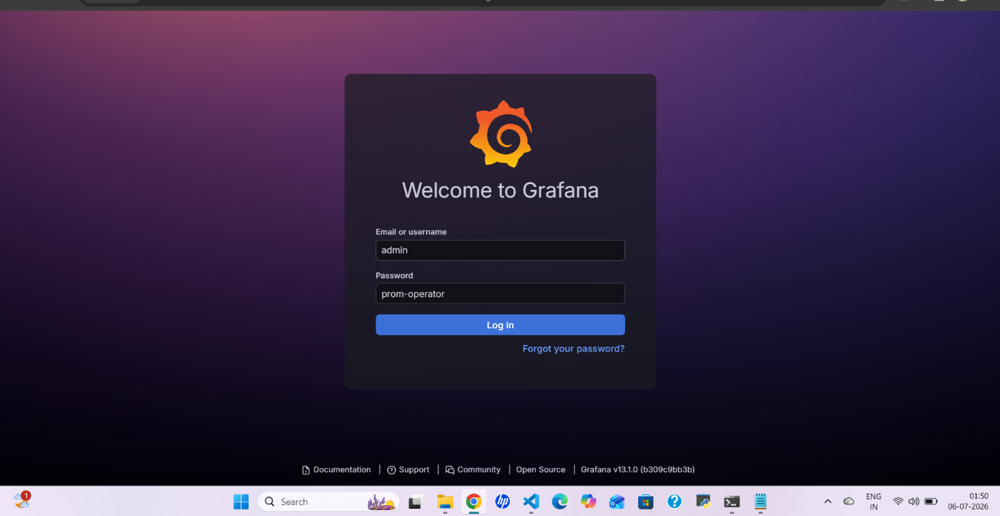 Welcome to Grafana
Email or username
admin
Password
prom-operator
Log in
Forgot your password?
Documentation | Support | Community | Open Source | Grafana v13.1.0 (b309c9bb3b)
1
Search
hp
ENG
IN
01:50
06-07-2026